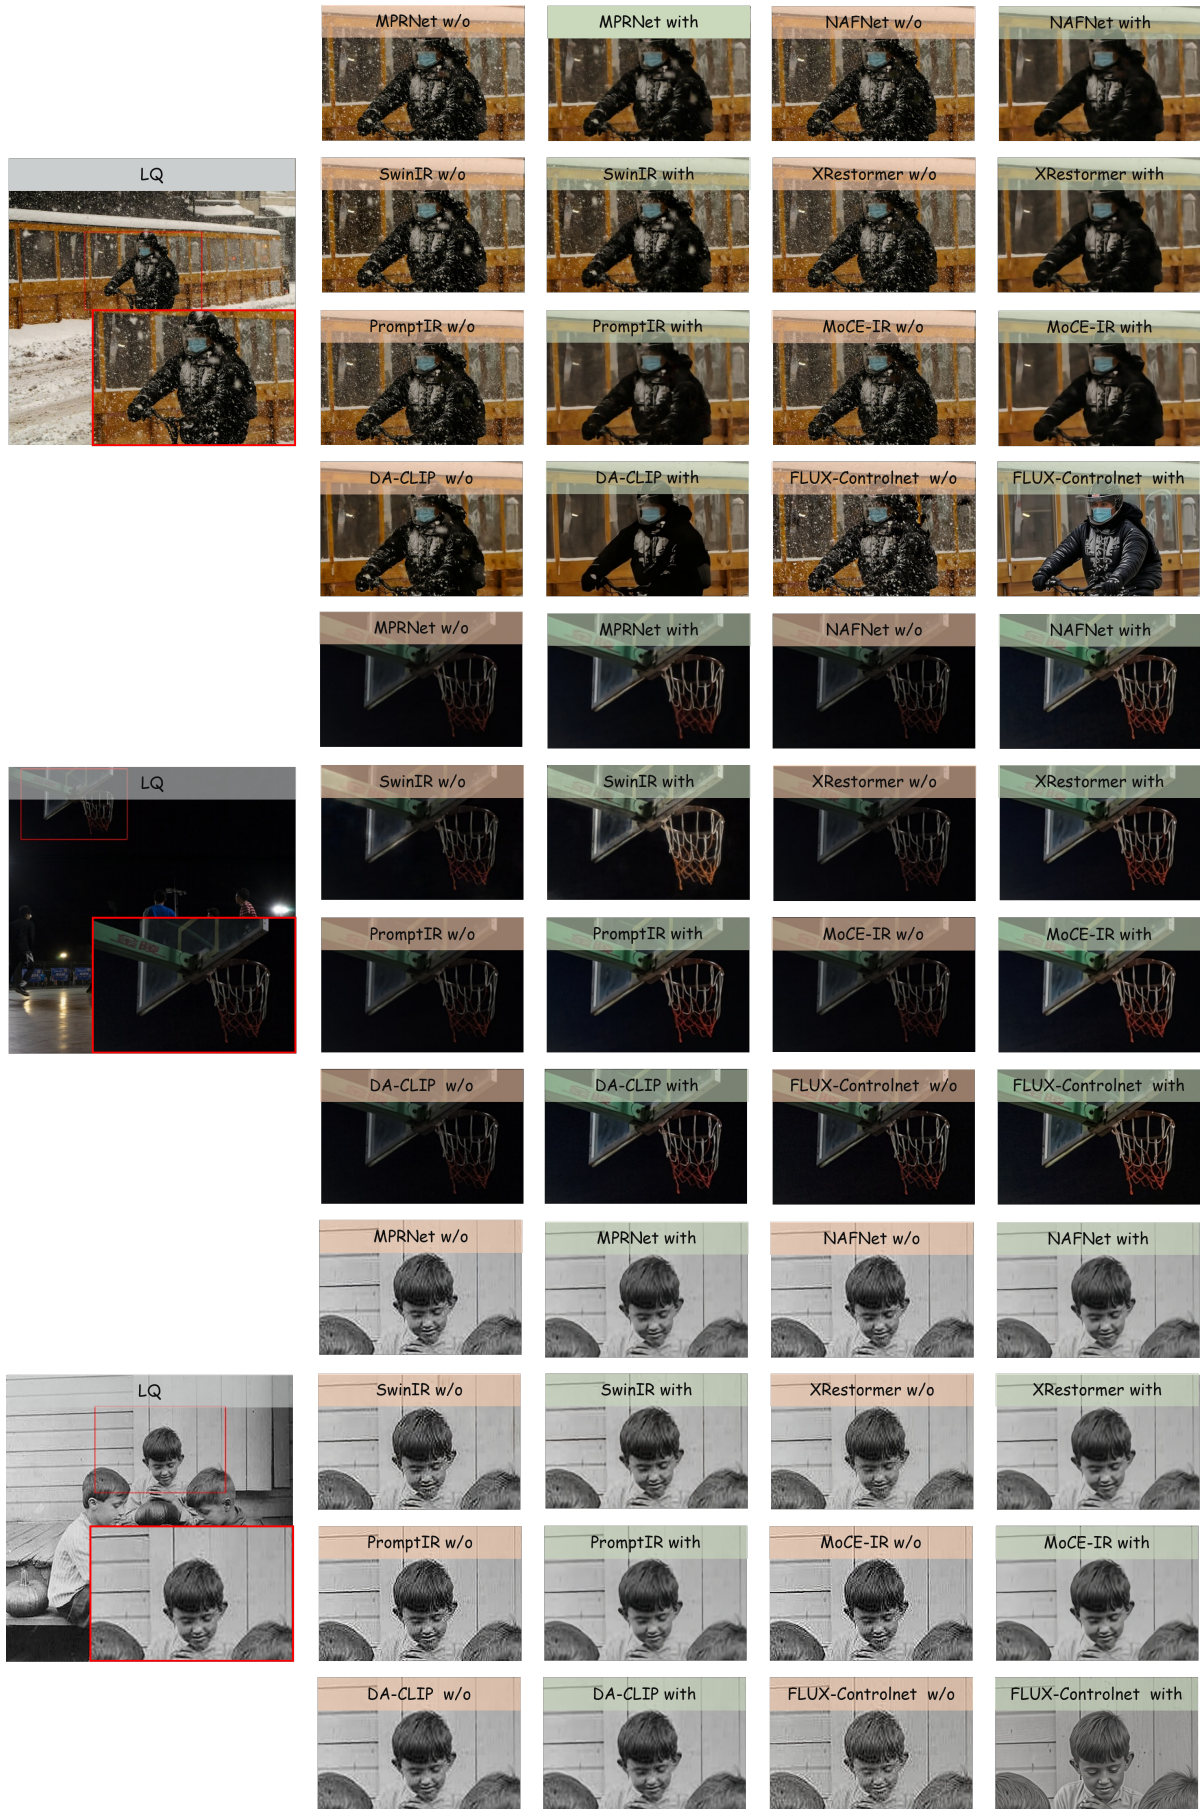 MPRNet w/o
MPRNet with
NAFNet w/o
NAFNet with
LQ
SwinIR w/o
SwinIR with
XRestormer w/o
XRestormer with
PromptIR w/o
PromptIR with
MoCE-IR w/o
MoCE-IR with
DA-CLIP w/o
DA-CLIP with
FLUX-Controlnet w/o
FLUX-Controlnet with
MPRNet w/o
MPRNet with
NAFNet w/o
NAFNet with
LQ
SwinIR w/o
SwinIR with
XRestormer w/o
XRestormer with
PromptIR w/o
PromptIR with
MoCE-IR w/o
MoCE-IR with
DA-CLIP w/o
DA-CLIP with
FLUX-Controlnet w/o
FLUX-Controlnet with
MPRNet w/o
MPRNet with
NAFNet w/o
NAFNet with
LQ
SwinIR w/o
SwinIR with
XRestormer w/o
XRestormer with
PromptIR w/o
PromptIR with
MoCE-IR w/o
MoCE-IR with
DA-CLIP w/o
DA-CLIP with
FLUX-Controlnet w/o
FLUX-Controlnet with